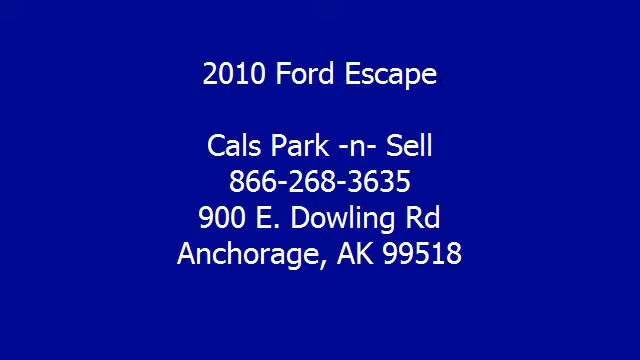 2010 Ford Escape
Cals Park -n- Sell
866-268-3635
900 E. Dowling Rd
Anchorage, AK 99518